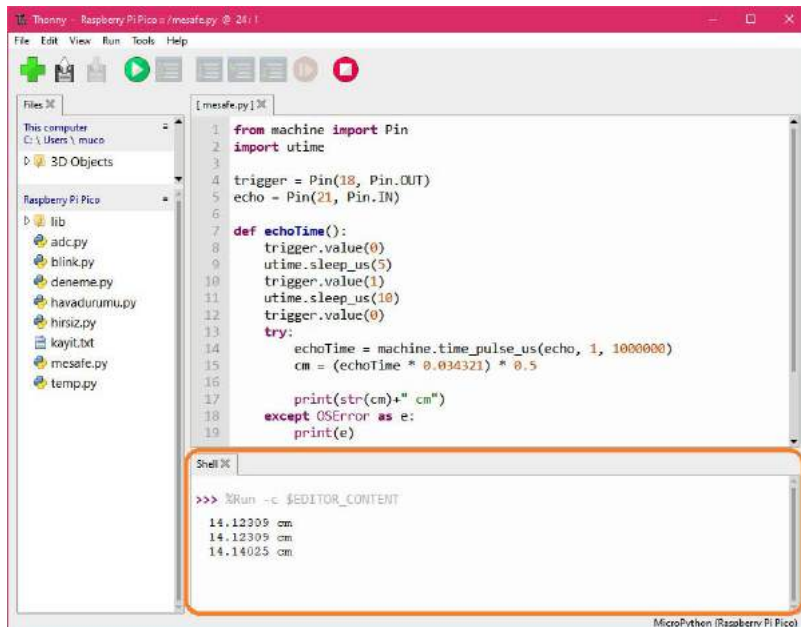 Thonny - Raspberry Pi Pico :: /mesafe.py @ 24 : 1
File Edit View Run Tools Help
Files
This computer
C: \ Users \ muco
3D Objects
Raspberry Pi Pico
lib
adc.py
blink.py
deneme.py
havadurumu.py
hirsiz.py
kayit.txt
mesafe.py
temp.py
[ mesafe.py ]
1 from machine import Pin
2 import utime
3
4 trigger = Pin(18, Pin.OUT)
5 echo = Pin(21, Pin.IN)
6
7 def echoTime():
8 trigger.value(0)
9 utime.sleep_us(5)
10 trigger.value(1)
11 utime.sleep_us(10)
12 trigger.value(0)
13 try:
14 echoTime = machine.time_pulse_us(echo, 1, 1000000)
15 cm = (echoTime * 0.034321) * 0.5
16
17 print(str(cm)+" cm")
18 except OSError as e:
19 print(e)
Shell
>>> %Run -c $EDITOR_CONTENT
14.12309 cm
14.12309 cm
14.14025 cm
MicroPython (Raspberry Pi Pico)